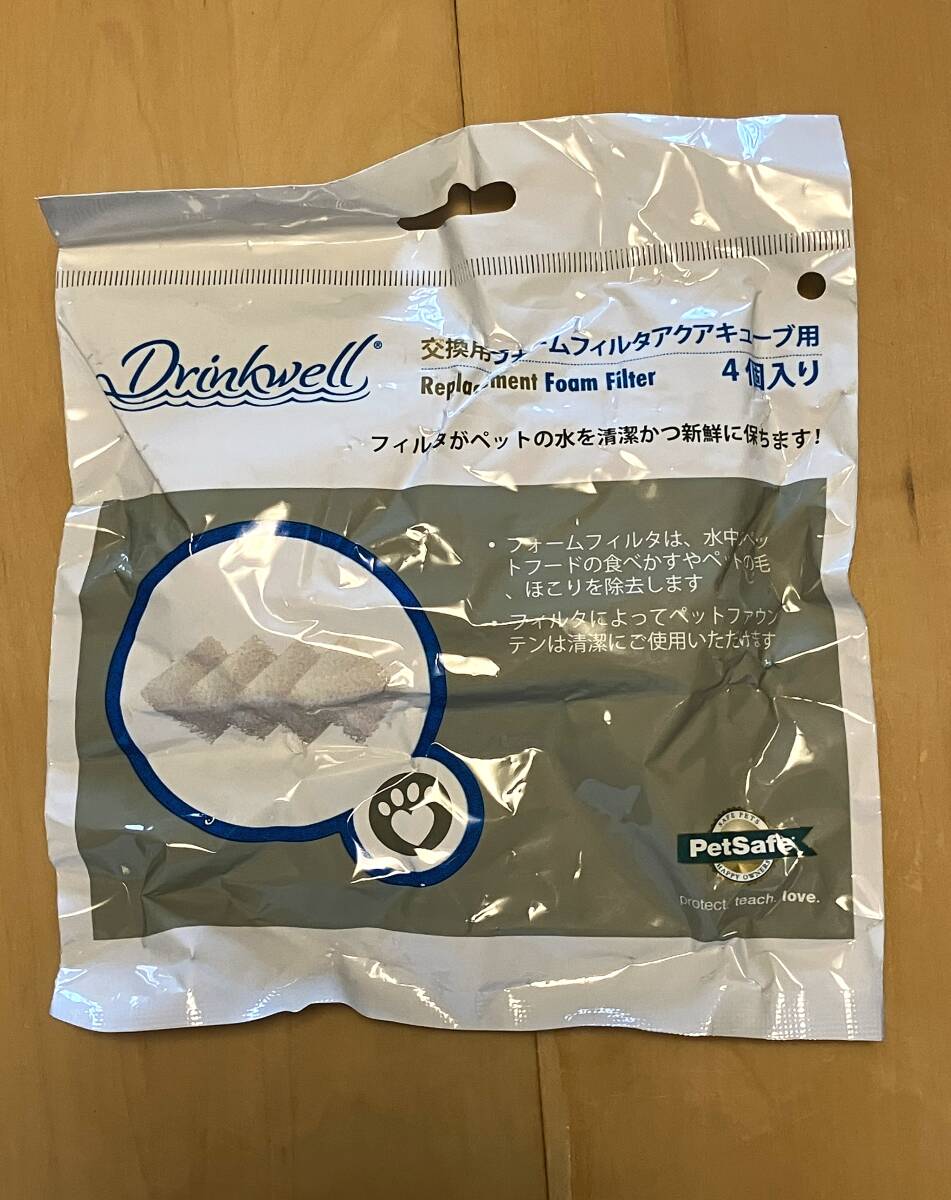 Drinkwell®
交換用フォームフィルタアクアキューブ用
Replacement Foam Filter 4個入り
フィルタがペットの水を清潔かつ新鮮に保ちます!
• フォームフィルタは、水中ペッ
トフードの食べかすやペットの毛
、ほこりを除去します
• フィルタによってペットファウン
テンは清潔にご使用いただけます
SAFE PETS
PetSafe
HAPPY OWNERS
protect. teach. love.